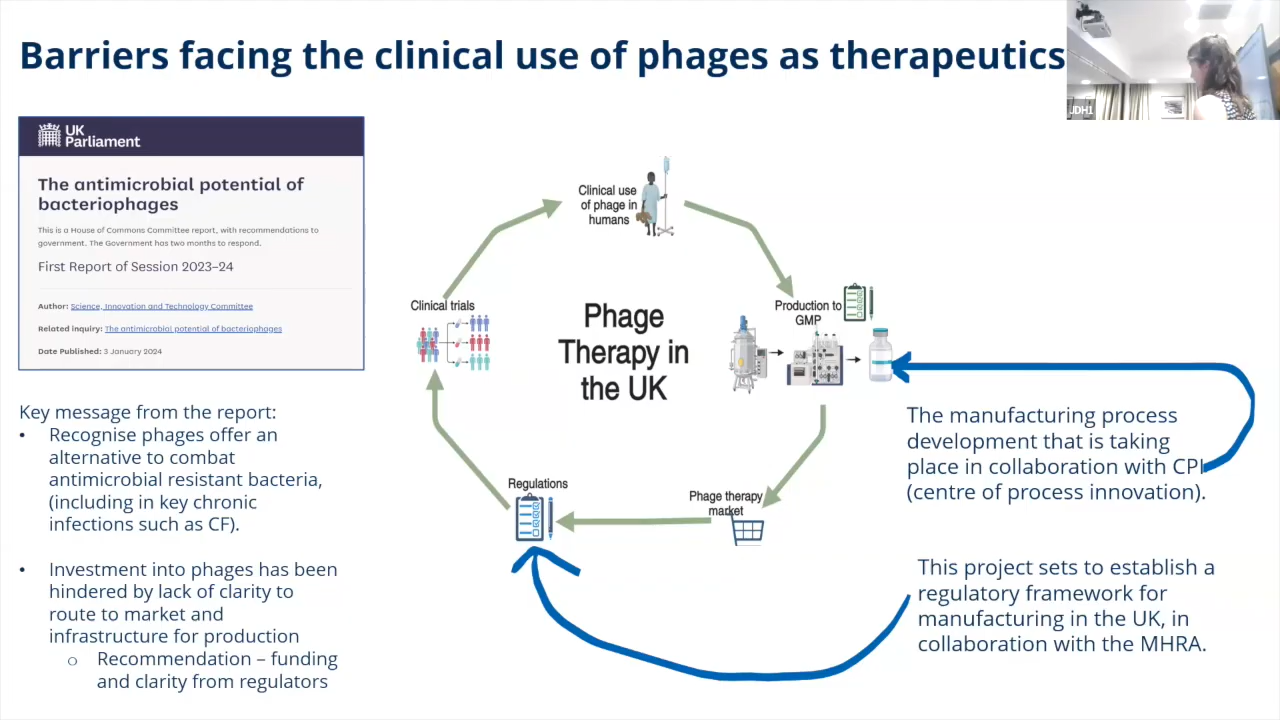 Barriers facing the clinical use of phages as therapeutics
JDH1
UK
Parliament
The antimicrobial potential of
bacteriophages
This is a House of Commons Committee report, with recommendations to
government. The Government has two months to respond.
First Report of Session 2023–24
Author: Science, Innovation and Technology Committee
Related inquiry: The antimicrobial potential of bacteriophages
Date Published: 3 January 2024
Key message from the report:
• Recognise phages offer an
alternative to combat
antimicrobial resistant bacteria,
(including in key chronic
infections such as CF).
• Investment into phages has been
hindered by lack of clarity to
route to market and
infrastructure for production
o Recommendation – funding
and clarity from regulators
Clinical use
of phage in
humans
Clinical trials
Production to
GMP
Phage
Therapy in
the UK
Regulations
Phage therapy
market
The manufacturing process
development that is taking
place in collaboration with CPI
(centre of process innovation).
This project sets to establish a
regulatory framework for
manufacturing in the UK, in
collaboration with the MHRA.